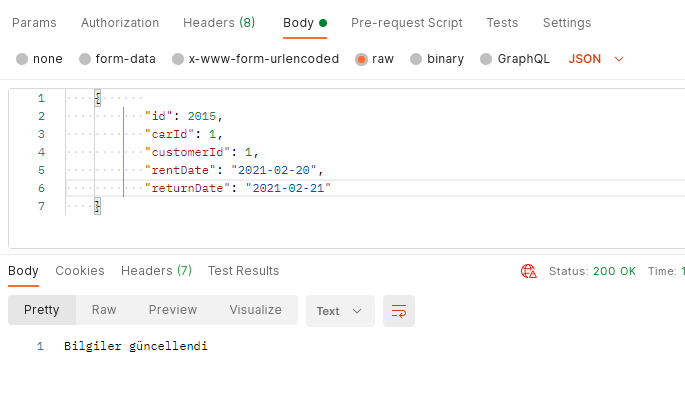 Params Authorization Headers (8) Body Pre-request Script Tests Settings
none form-data x-www-form-urlencoded raw binary GraphQL JSON
1 {
2 "id": 2015,
3 "carId": 1,
4 "customerId": 1,
5 "rentDate": "2021-02-20",
6 "returnDate": "2021-02-21"
7 }
Body Cookies Headers (7) Test Results Status: 200 OK Time: 1
Pretty Raw Preview Visualize Text
1 Bilgiler güncellendi